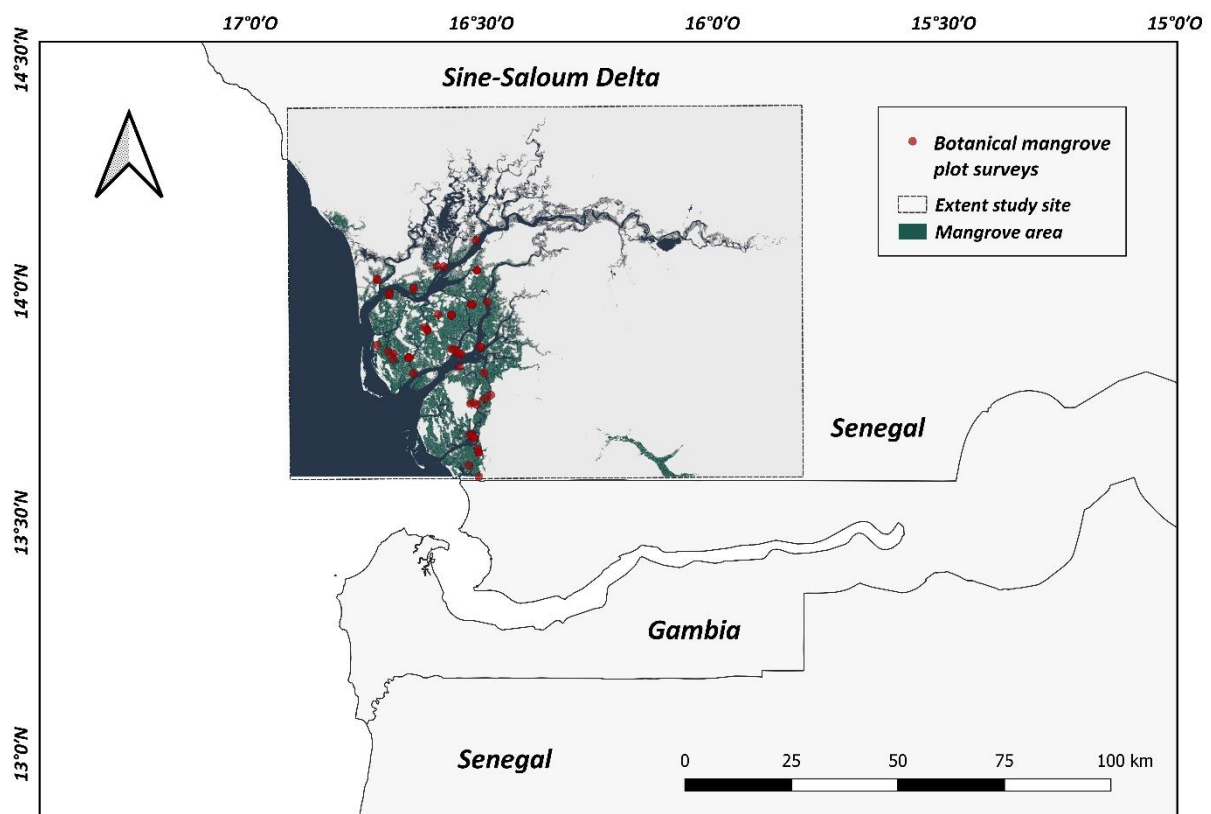 17°0'O 16°30'O 16°0'O 15°30'O 15°0'O
14°30'N
Sine-Saloum Delta
Botanical mangrove
plot surveys
Extent study site
Mangrove area
14°0'N
Senegal
13°30'N
Gambia
13°0'N
Senegal
0 25 50 75 100 km